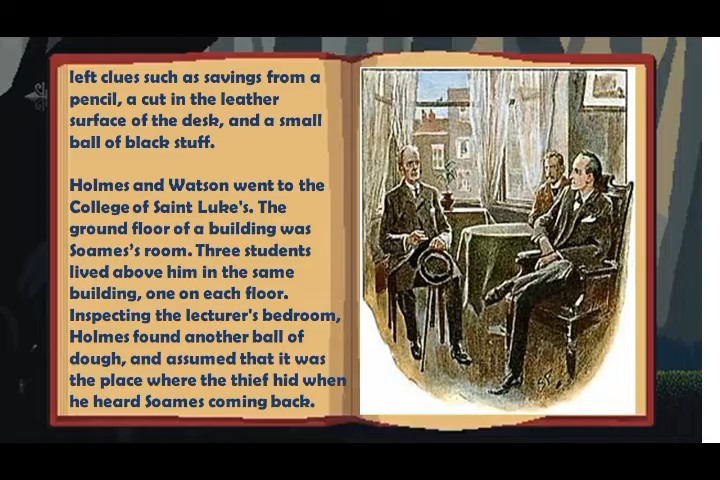 left clues such as savings from a
pencil, a cut in the leather
surface of the desk, and a small
ball of black stuff.
Holmes and Watson went to the
College of Saint Luke's. The
ground floor of a building was
Soames's room. Three students
lived above him in the same
building, one on each floor.
Inspecting the lecturer's bedroom,
Holmes found another ball of
dough, and assumed that it was
the place where the thief hid when
he heard Soames coming back.